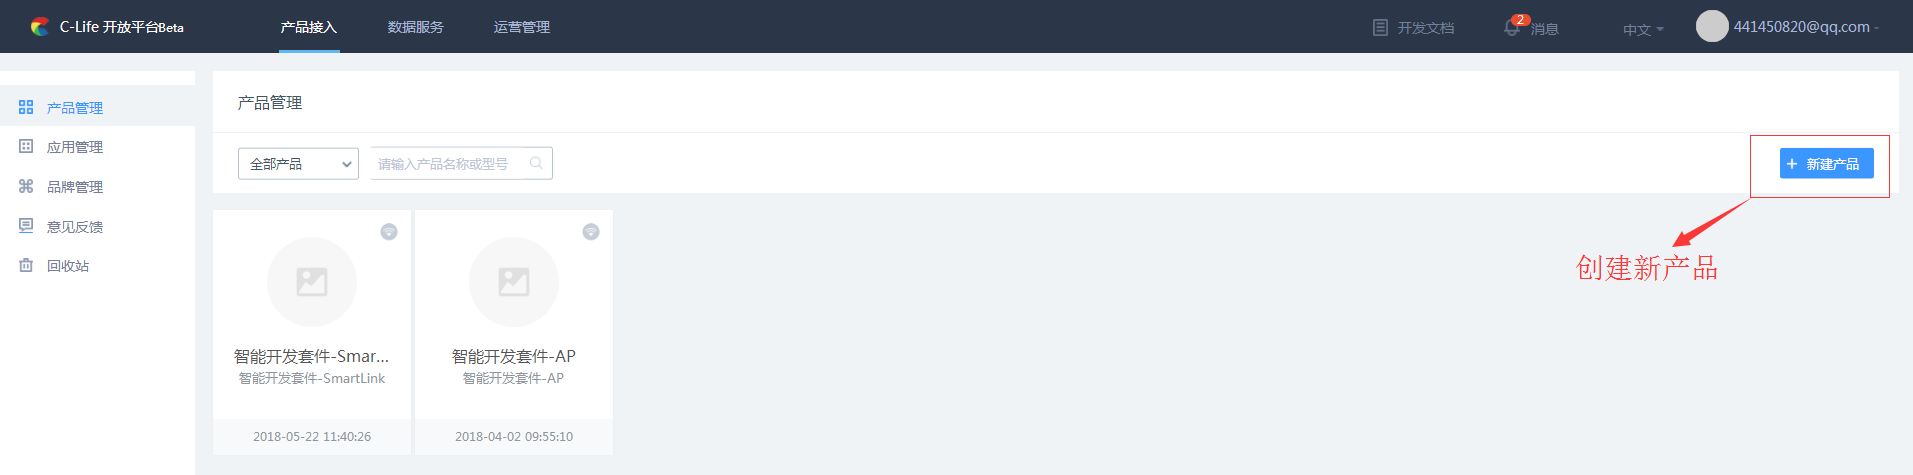 C-Life 开放平台Beta
产品接入
数据服务
运营管理
开发文档
2
消息
中文
441450820@qq.com
产品管理
应用管理
品牌管理
意见反馈
回收站
产品管理
全部产品
请输入产品名称或型号
新建产品
创建新产品
智能开发套件-Smar...
智能开发套件-SmartLink
2018-05-22 11:40:26
智能开发套件-AP
智能开发套件-AP
2018-04-02 09:55:10